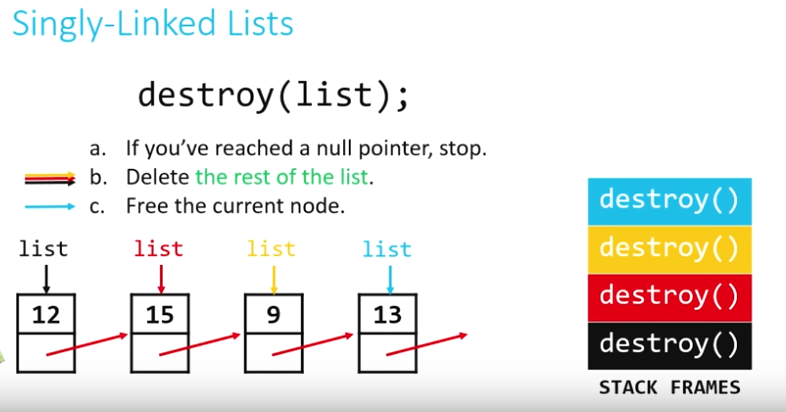 Singly-Linked Lists
destroy(list);
a. If you've reached a null pointer, stop.
b. Delete the rest of the list.
c. Free the current node.
list list list list
12 15 9 13
destroy()
destroy()
destroy()
destroy()
STACK FRAMES